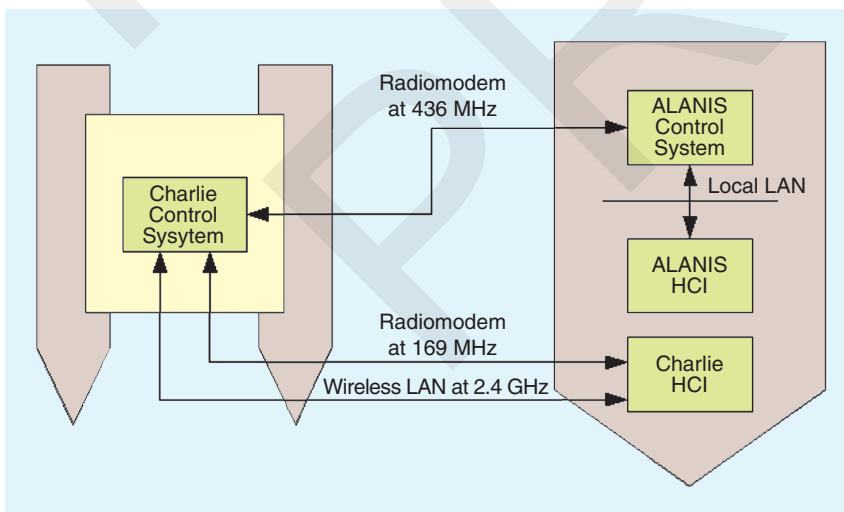 Radiomodem
at 436 MHz
ALANIS
Control
System
Local LAN
Charlie
Control
Sysytem
ALANIS
HCI
Radiomodem
at 169 MHz
Charlie
HCI
Wireless LAN at 2.4 GHz